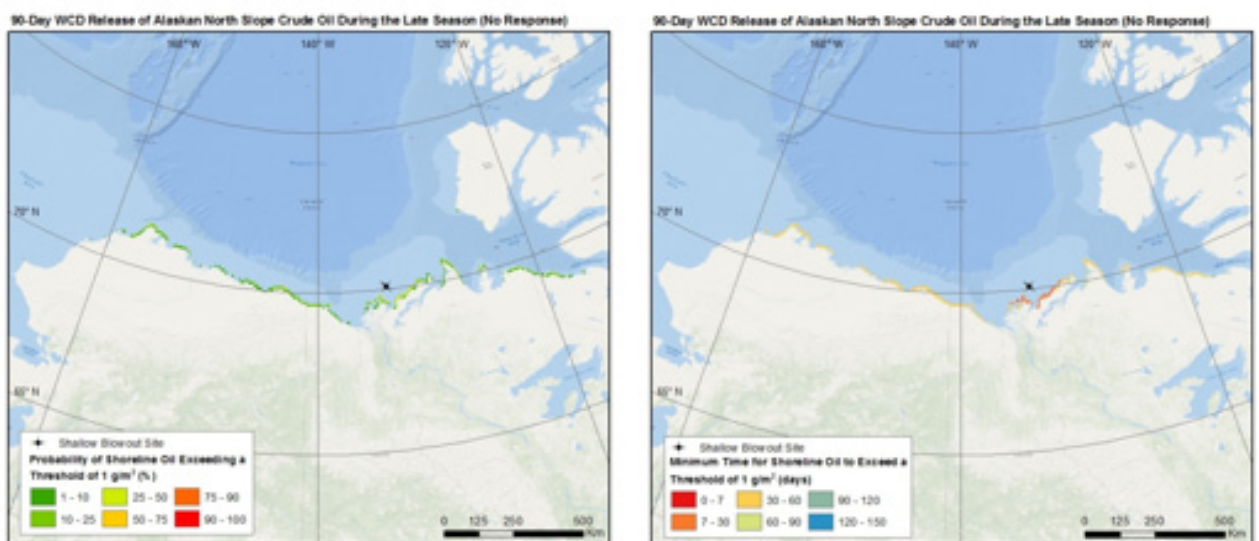 90-Day WCD Release of Alaskan North Slope Crude Oil During the Late Season (No Response)
160° W
140° W
120° W
70° N
65° N
Shallow Blowout Site
Probability of Shoreline Oil Exceeding a
Threshold of 1 g/m² (%)
1 - 10
25 - 50
75 - 90
10 - 25
50 - 75
90 - 100
0 125 250 500
Km
90-Day WCD Release of Alaskan North Slope Crude Oil During the Late Season (No Response)
160° W
140° W
120° W
70° N
65° N
Shallow Blowout Site
Minimum Time for Shoreline Oil to Exceed a
Threshold of 1 g/m² (days)
0 - 7
30 - 60
90 - 120
7 - 30
60 - 90
120 - 150
0 125 250 500
Km